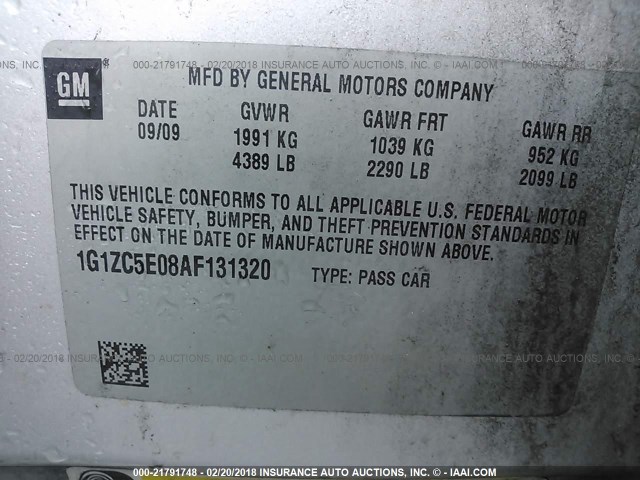 000-21791748 - 02/20/2018 INSURANCE AUTO AUCTIONS, INC. - © - IAAI.COM
GM
MFD BY GENERAL MOTORS COMPANY
DATE GVWR GAWR FRT GAWR RR
09/09 1991 KG 1039 KG 952 KG
4389 LB 2290 LB 2099 LB
THIS VEHICLE CONFORMS TO ALL APPLICABLE U.S. FEDERAL MOTOR
VEHICLE SAFETY, BUMPER, AND THEFT PREVENTION STANDARDS IN
EFFECT ON THE DATE OF MANUFACTURE SHOWN ABOVE.
1G1ZC5E08AF131320 TYPE: PASS CAR
000-21791748 - 02/20/2018 INSURANCE AUTO AUCTIONS, INC. - © - IAAI.COM